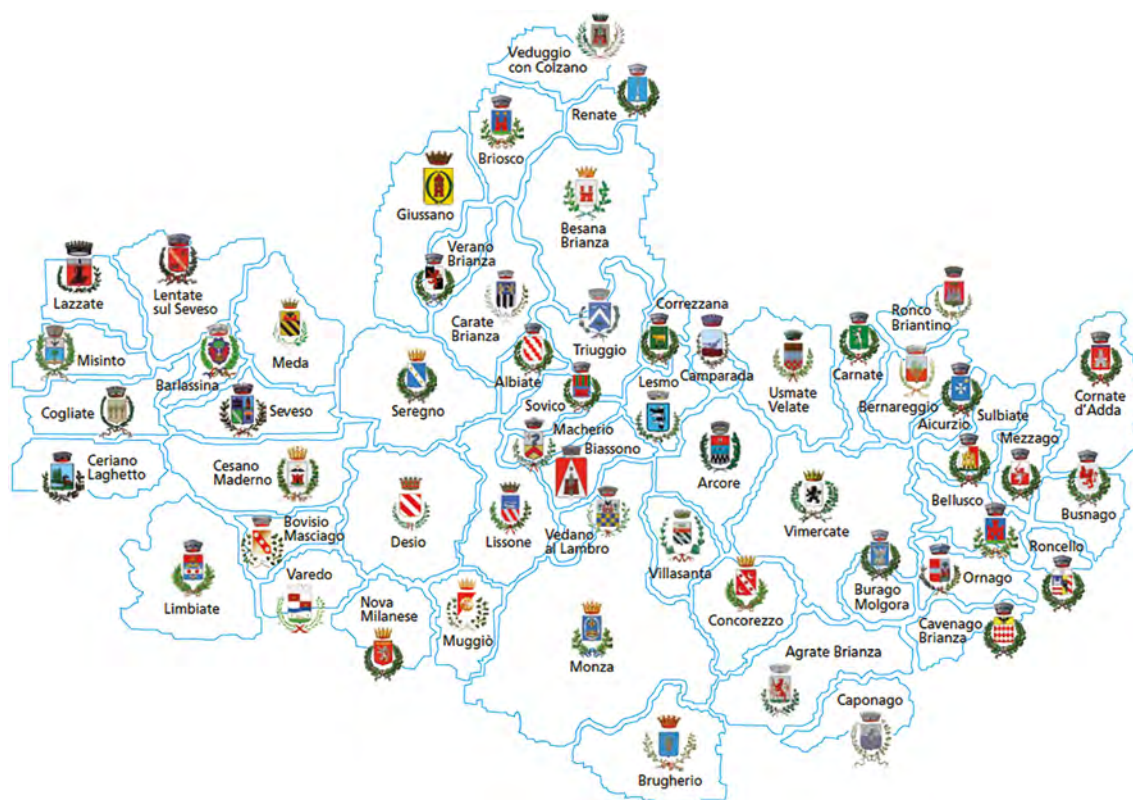 Veduggio
con Colzano
Renate
Briosco
Giussano
Besana
Brianza
Verano
Brianza
Lazzate
Lentate
sul Seveso
Correzzana
Ronco
Briantino
Carate
Brianza
Triuggio
Misinto
Meda
Barlassina
Albiate
Lesmo
Camparada
Usmate
Velate
Carnate
Cornate
d'Adda
Seregno
Bernareggio
Cogliate
Seveso
Sovico
Aicurzio
Sulbiate
Macherio
Mezzago
Biassono
Ceriano
Laghetto
Cesano
Maderno
Arcore
Bellusco
Busnago
Bovisio
Masciago
Desio
Lissone
Vedano
al Lambro
Vimercate
Roncello
Villasanta
Ornago
Varedo
Limbiate
Burago
Molgora
Nova
Milanese
Concorezzo
Cavenago
Brianza
Muggiò
Monza
Agrate Brianza
Caponago
Brugherio